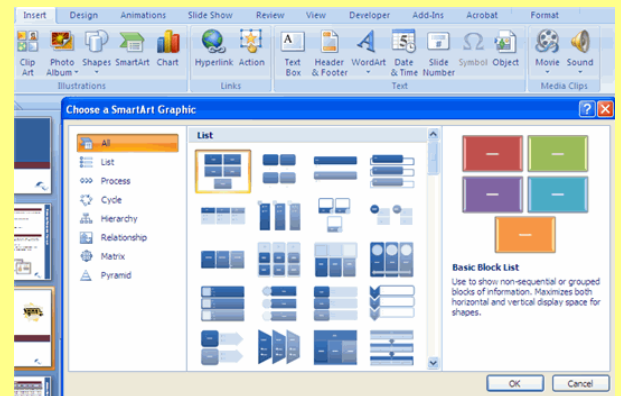 Insert Design Animations Slide Show Review View Developer Add-Ins Acrobat Format
Clip Art Photo Album Shapes SmartArt Chart Hyperlink Action Text Box Header & Footer WordArt Date & Time Slide Number Symbol Object Movie Sound
Illustrations Links Text Media Clips
Choose a SmartArt Graphic
All
List
Process
Cycle
Hierarchy
Relationship
Matrix
Pyramid
List
Basic Block List
Use to show non-sequential or grouped
blocks of information. Maximizes both
horizontal and vertical display space for
shapes.
OK Cancel